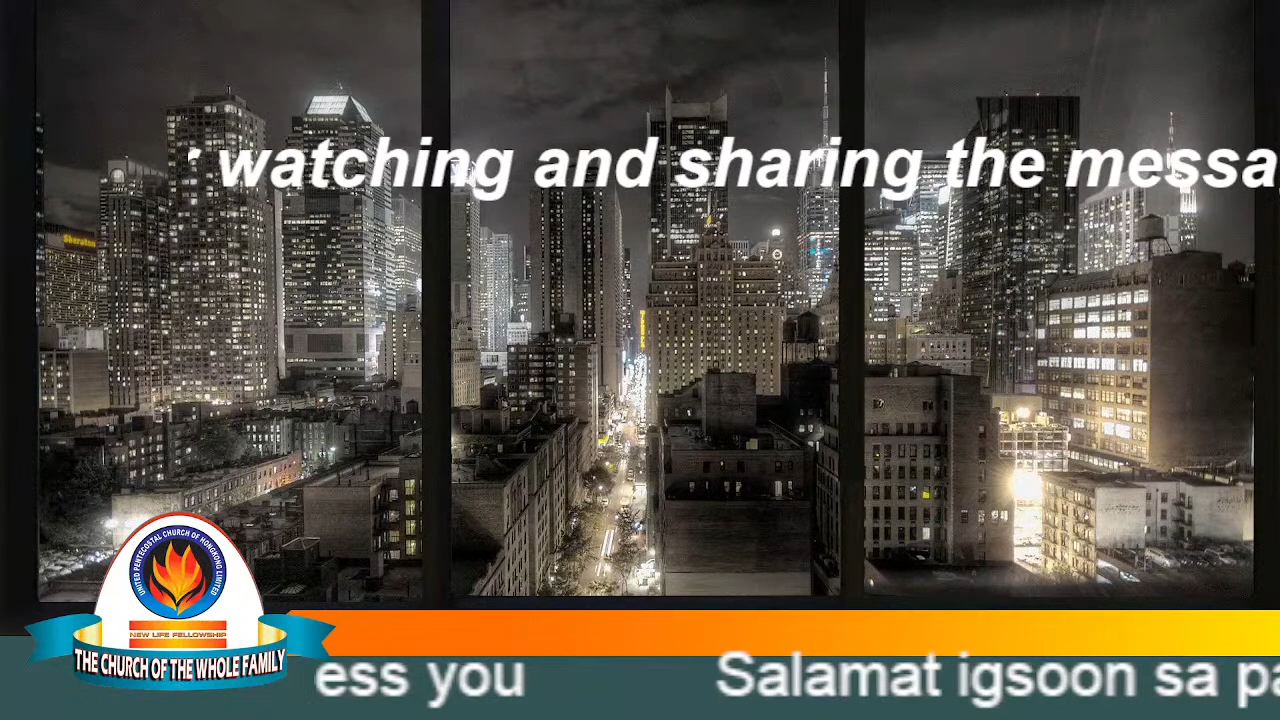 watching and sharing the messa
Sheraton
UNITED PENTECOSTAL CHURCH OF HONGKONG LIMITED
NEW LIFE FELLOWSHIP
THE CHURCH OF THE WHOLE FAMILY
ess you Salamat igsoon sa pa